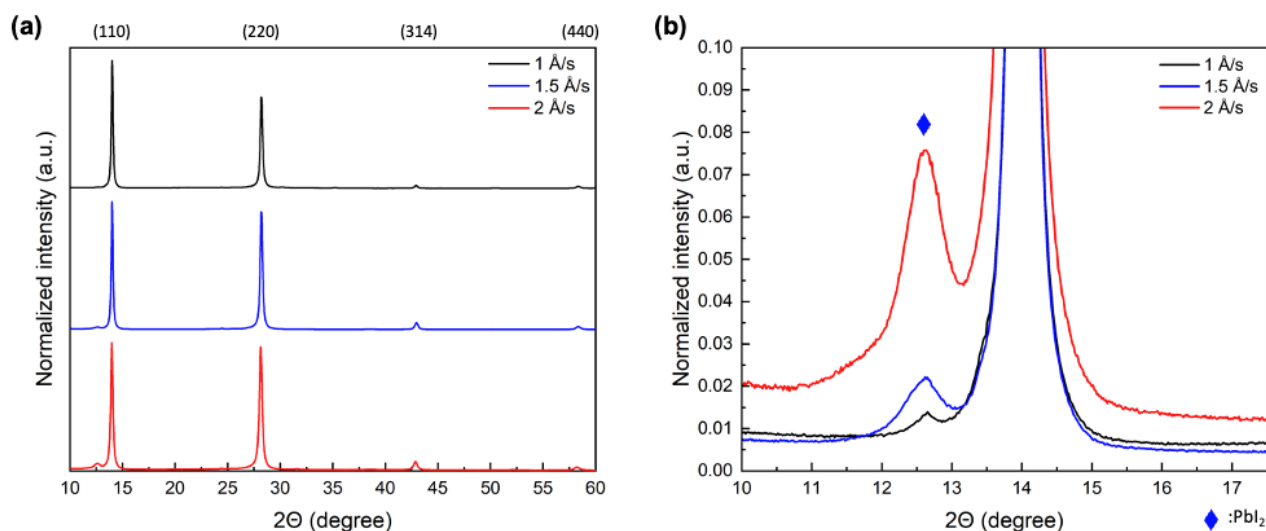 (a)
(110) (220) (314) (440)
1 Å/s
1.5 Å/s
2 Å/s
Normalized intensity (a.u.)
10 15 20 25 30 35 40 45 50 55 60
2Θ (degree)
(b)
0.10
0.09
0.08
0.07
0.06
0.05
0.04
0.03
0.02
0.01
0.00
1 Å/s
1.5 Å/s
2 Å/s
Normalized intensity (a.u.)
10 11 12 13 14 15 16 17
2Θ (degree)
:PbI₂